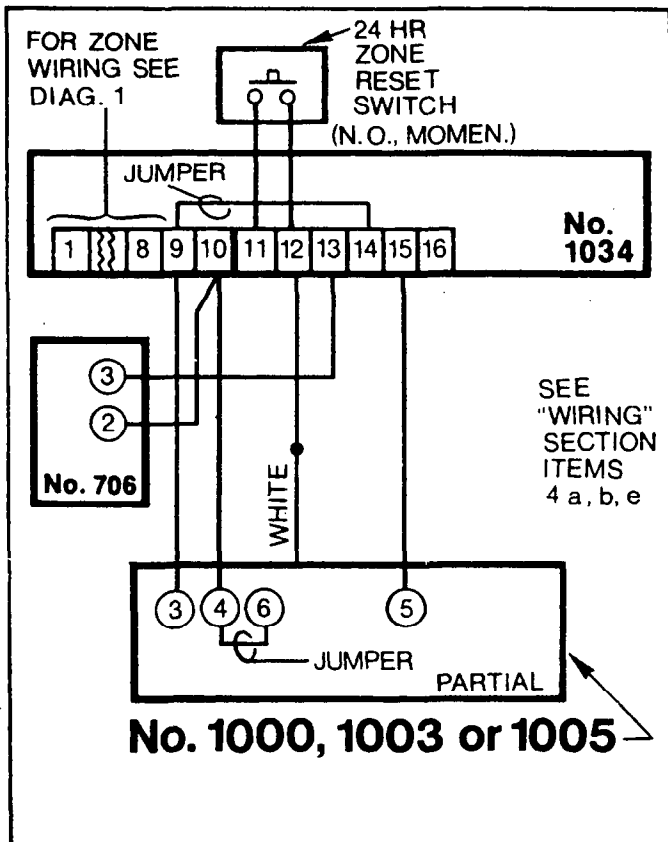 FOR ZONE
WIRING SEE
DIAG. 1
24 HR
ZONE
RESET
SWITCH
(N.O., MOMEN.)
JUMPER
No.
1034
1 8 9 10 11 12 13 14 15 16
3
2
No. 706
SEE
"WIRING"
SECTION
ITEMS
4 a, b, e
WHITE
3 4 6 5
JUMPER
PARTIAL
No. 1000, 1003 or 1005